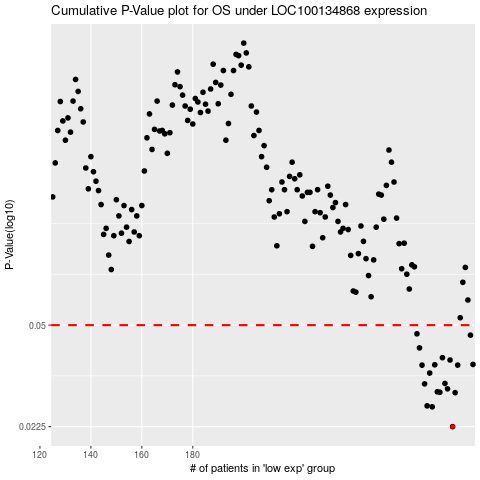 Cumulative P-Value plot for OS under LOC100134868 expression
P-Value(log10)
0.05
0.0225
120 140 160 180
# of patients in 'low exp' group